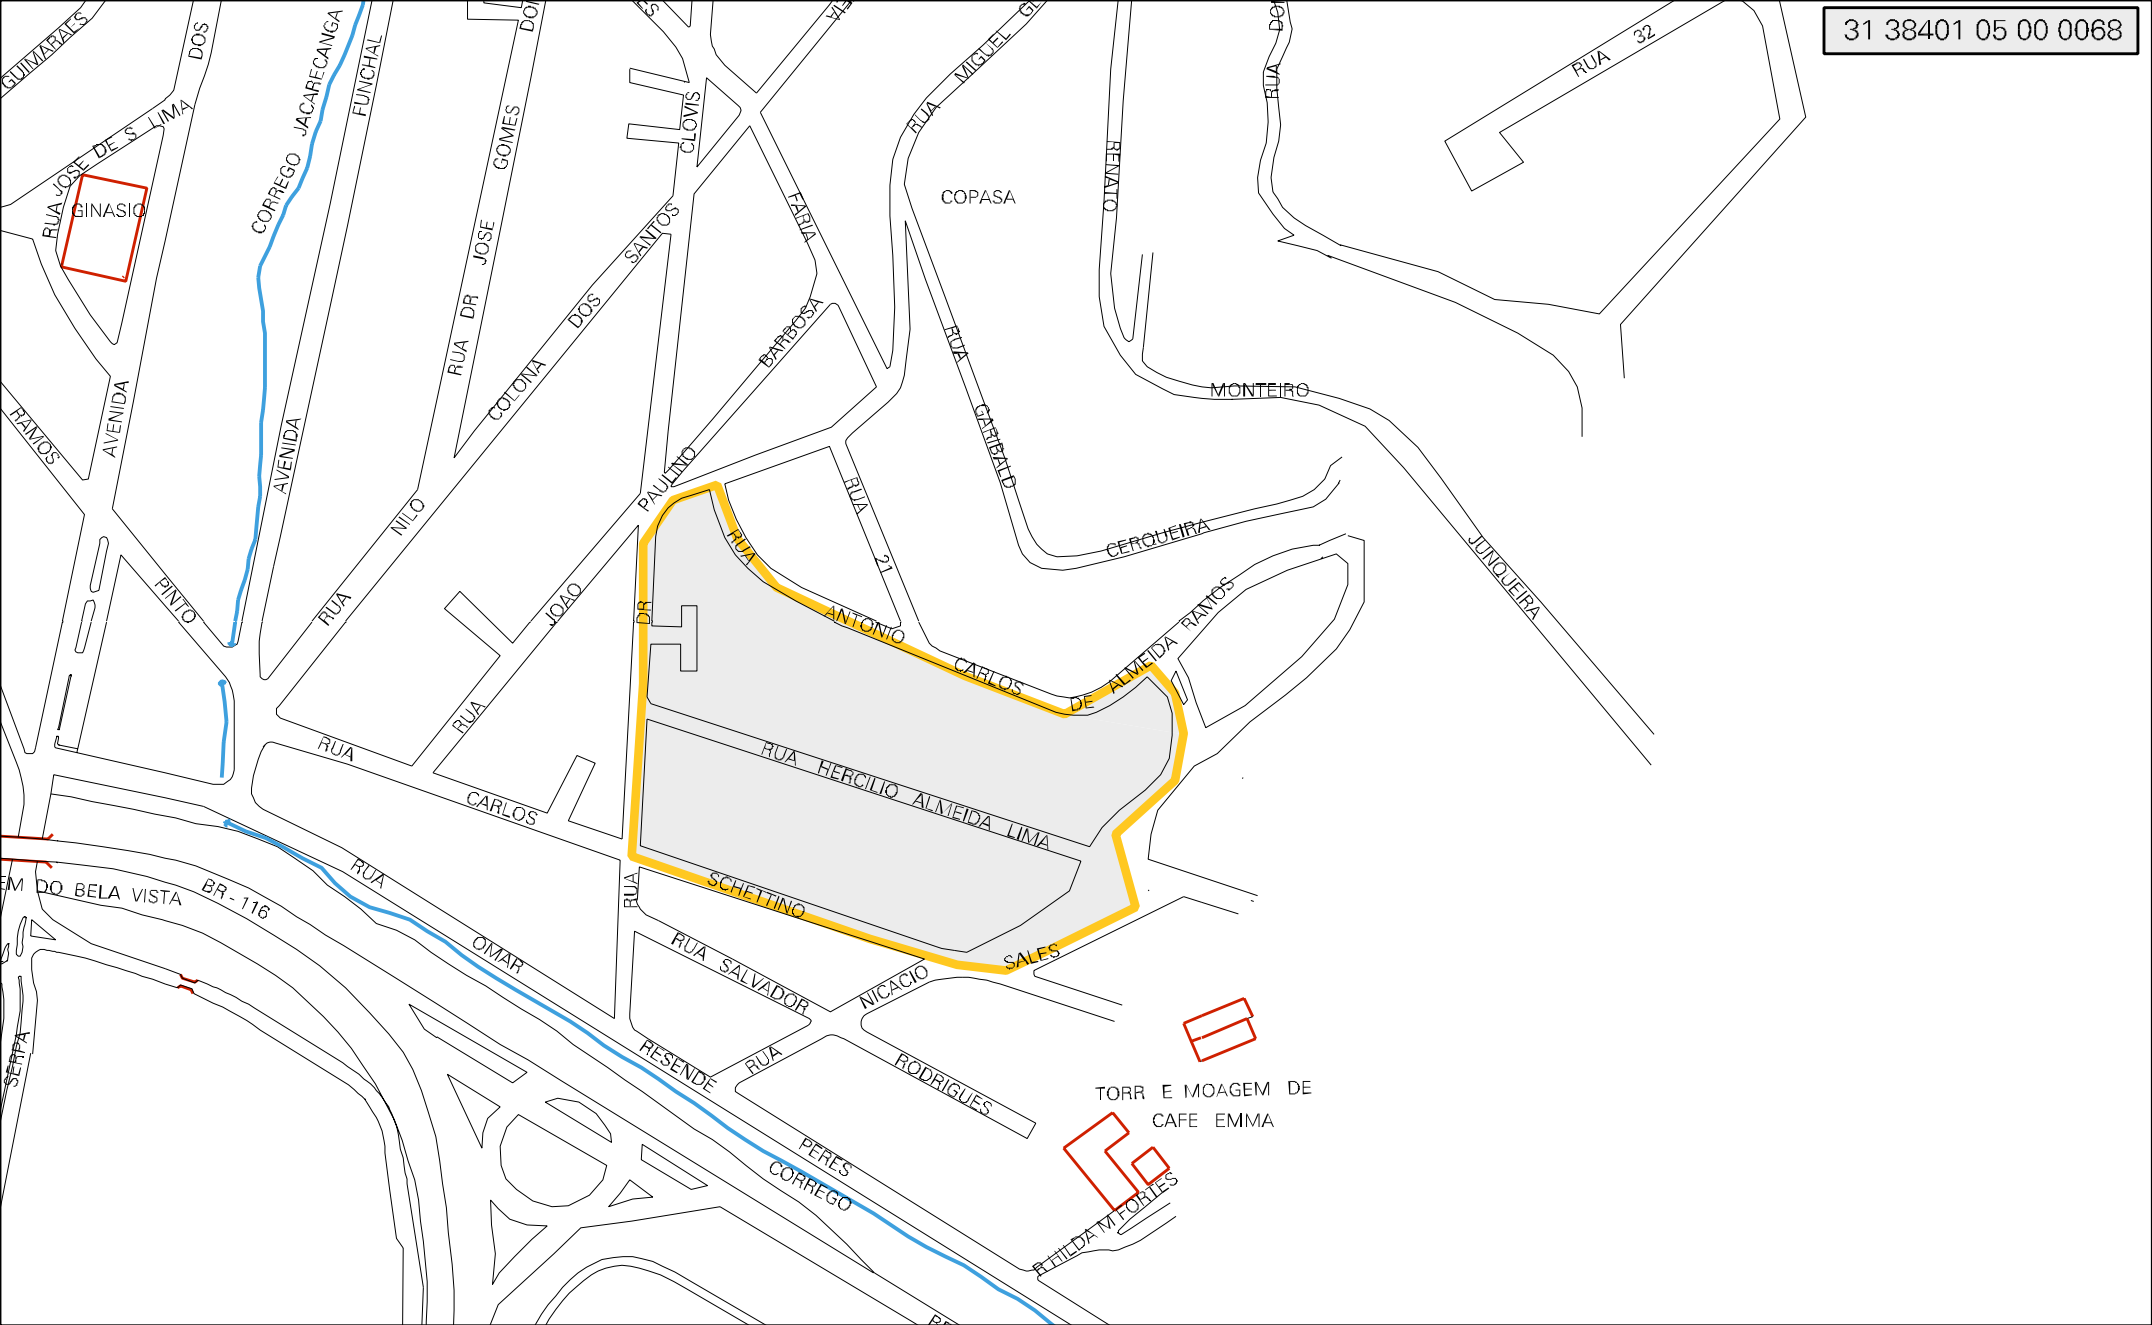 31 38401 05 00 0068
GUIMARAES
DOS
CORREGO JACARECANGA
FUNCHAL
RUA JOSE DE S LIMA
GINASIO
RUA DR JOSE GOMES
CLOVIS
FARIA
RUA MIGUEL
COPASA
RENATO
RUA
RUA 32
RUA NILO COLONA DOS SANTOS
RUA JOAO PAULINO BARBOSA
RUA GARIBALD CERQUEIRA
MONTEIRO
JUNQUEIRA
AVENIDA
AVENIDA
RAMOS
PINTO
RUA 21
RUA ANTONIO CARLOS DE ALMEIDA RAMOS
RUA DR
RUA HERCILIO ALMEIDA LIMA
RUA CARLOS SCHETTINO
RUA NICACIO SALES
RUA SALVADOR RODRIGUES
RUA OMAR RESENDE PERES
CORREGO
EM DO BELA VISTA
BR - 116
SERPA
TORR E MOAGEM DE
CAFE EMMA
R HILDA M FORTES